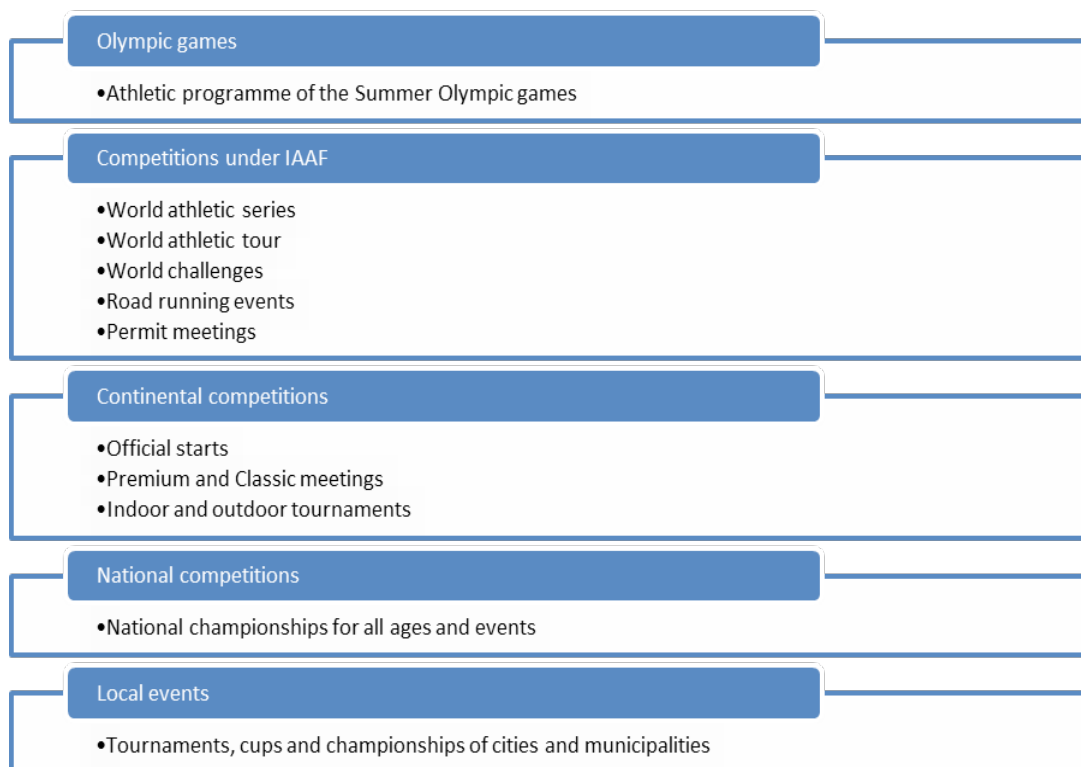 Olympic games
•Athletic programme of the Summer Olympic games
Competitions under IAAF
•World athletic series
•World athletic tour
•World challenges
•Road running events
•Permit meetings
Continental competitions
•Official starts
•Premium and Classic meetings
•Indoor and outdoor tournaments
National competitions
•National championships for all ages and events
Local events
•Tournaments, cups and championships of cities and municipalities